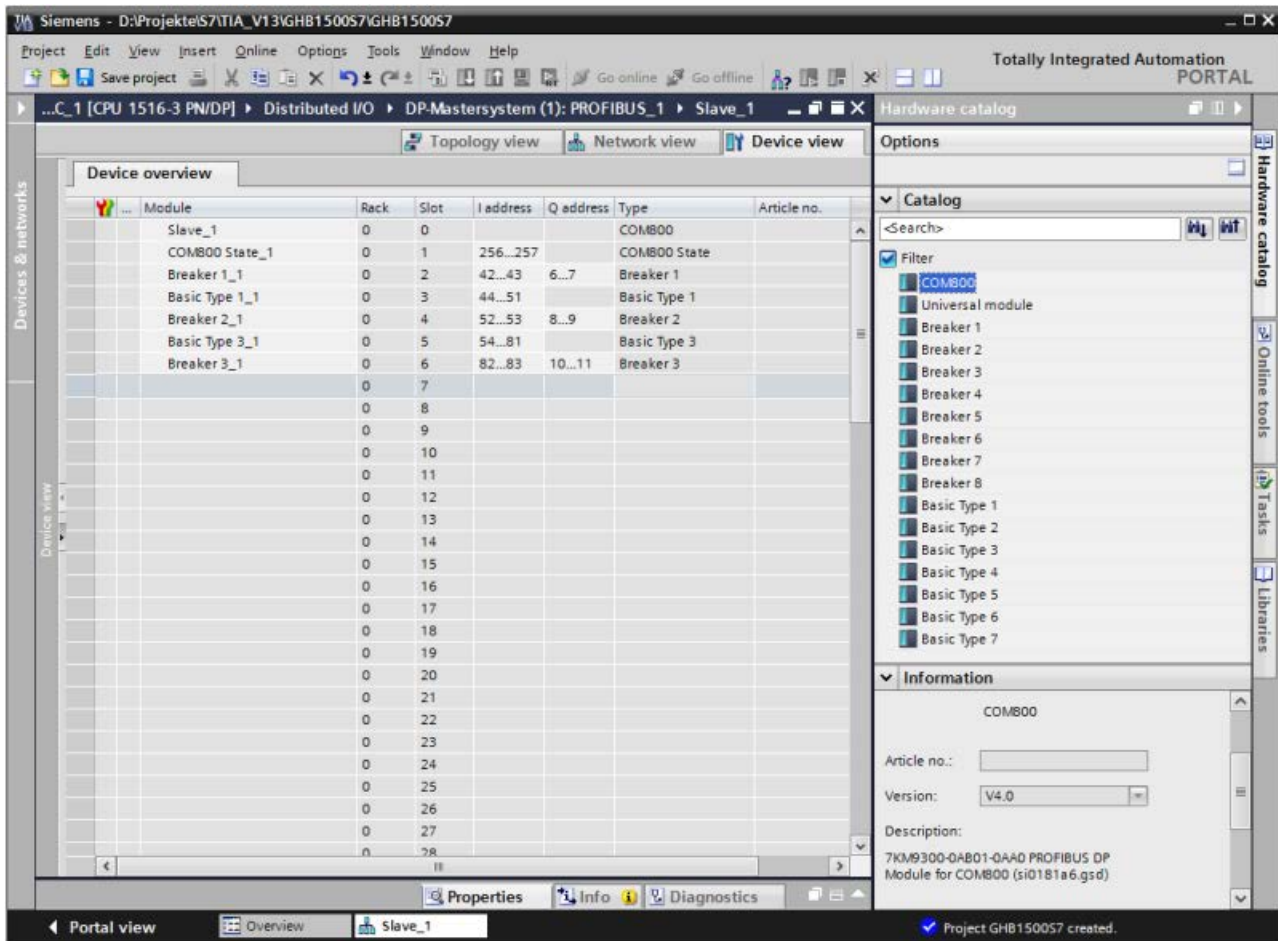 Siemens - D:\Projekte\S7\TIA_V13\GHB1500S7\GHB1500S7
Project Edit View Insert Online Options Tools Window Help
Totally Integrated Automation
PORTAL
Save project Go online Go offline
...C_1 [CPU 1516-3 PN/DP] Distributed I/O DP-Mastersystem (1): PROFIBUS_1 Slave_1
Topology view Network view Device view
Device overview
... Module Rack Slot I address Q address Type Article no.
Slave_1 0 0 COM800
COM800 State_1 0 1 256...257 COM800 State
Breaker 1_1 0 2 42...43 6...7 Breaker 1
Basic Type 1_1 0 3 44...51 Basic Type 1
Breaker 2_1 0 4 52...53 8...9 Breaker 2
Basic Type 3_1 0 5 54...81 Basic Type 3
Breaker 3_1 0 6 82...83 10...11 Breaker 3
0 7
0 8
0 9
0 10
0 11
0 12
0 13
0 14
0 15
0 16
0 17
0 18
0 19
0 20
0 21
0 22
0 23
0 24
0 25
0 26
0 27
0 28
Devices & networks
Device view
Properties Info Diagnostics
Hardware catalog
Options
Catalog
<Search>
Filter
COM800
Universal module
Breaker 1
Breaker 2
Breaker 3
Breaker 4
Breaker 5
Breaker 6
Breaker 7
Breaker 8
Basic Type 1
Basic Type 2
Basic Type 3
Basic Type 4
Basic Type 5
Basic Type 6
Basic Type 7
Information
COM800
Article no.:
Version: V4.0
Description:
7KM9300-0AB01-0AA0 PROFIBUS DP
Module for COM800 (si0181a6.gsd)
Hardware catalog
Online tools
Tasks
Libraries
Portal view Overview Slave_1 Project GHB1500S7 created.